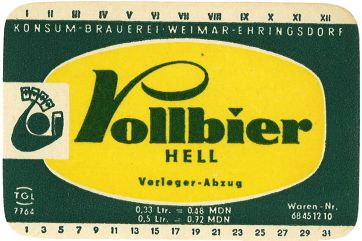 I II III IV V VI VII VIII IX X XI XII
KONSUM-BRAUEREI·WEIMAR-EHRINGSDORF
Vollbier
HELL
Verleger-Abzug
TGL
7764
0,33 Ltr. = 0.48 MDN
0,5 Ltr. = 0.72 MDN
Waren-Nr.
68 45 12 10
1 3 5 7 9 11 13 15 17 19 21 23 25 27 29 31